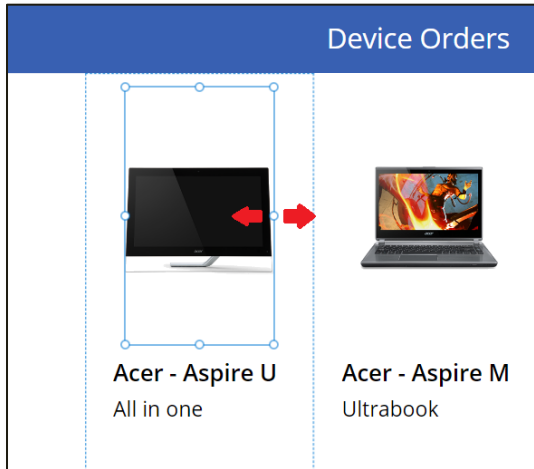 Device Orders
Acer - Aspire U
Acer - Aspire M
All in one
Ultrabook